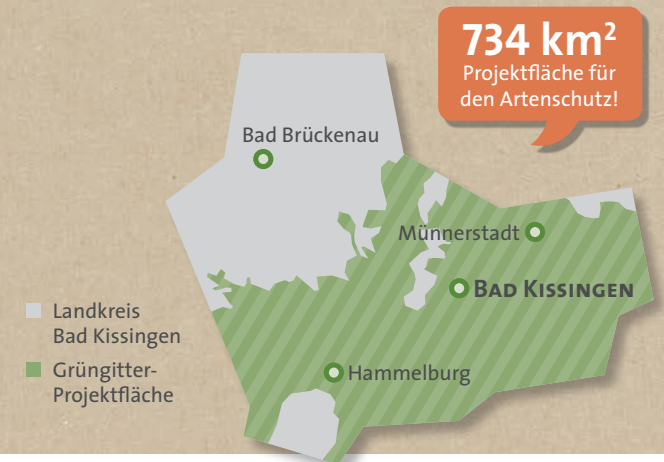 734 km²
Projektfläche für
den Artenschutz!
Bad Brückenau
Münnerstadt
BAD KISSINGEN
Landkreis
Bad Kissingen
Grüngitter-
Projektfläche
Hammelburg